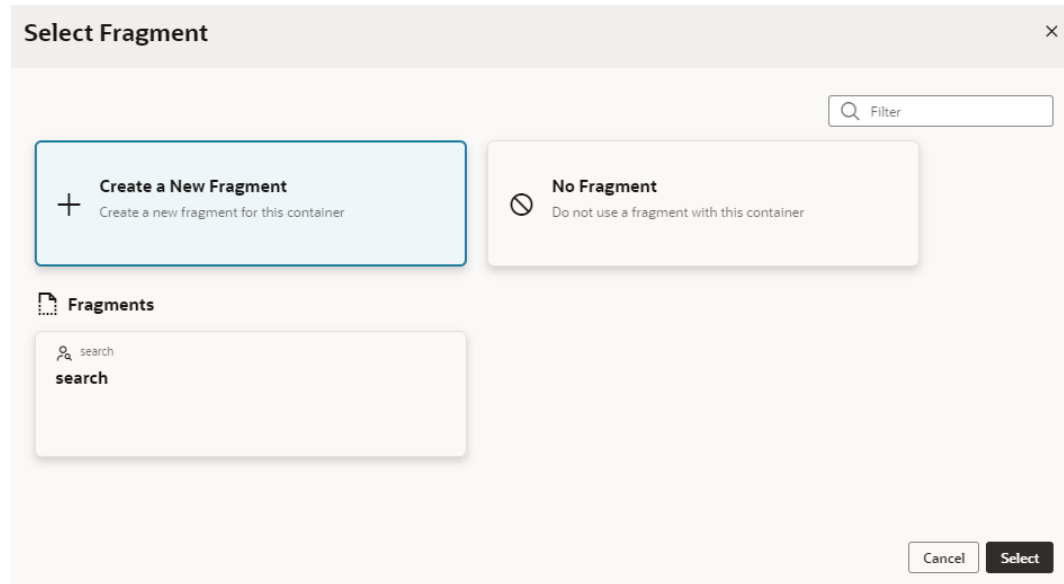 Select Fragment
Filter
Create a New Fragment
Create a new fragment for this container
No Fragment
Do not use a fragment with this container
Fragments
search
search
Cancel
Select